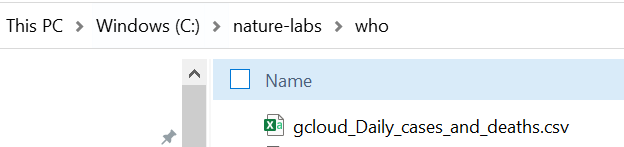 This PC > Windows (C:) > nature-labs > who
Name
gcloud_Daily_cases_and_deaths.csv